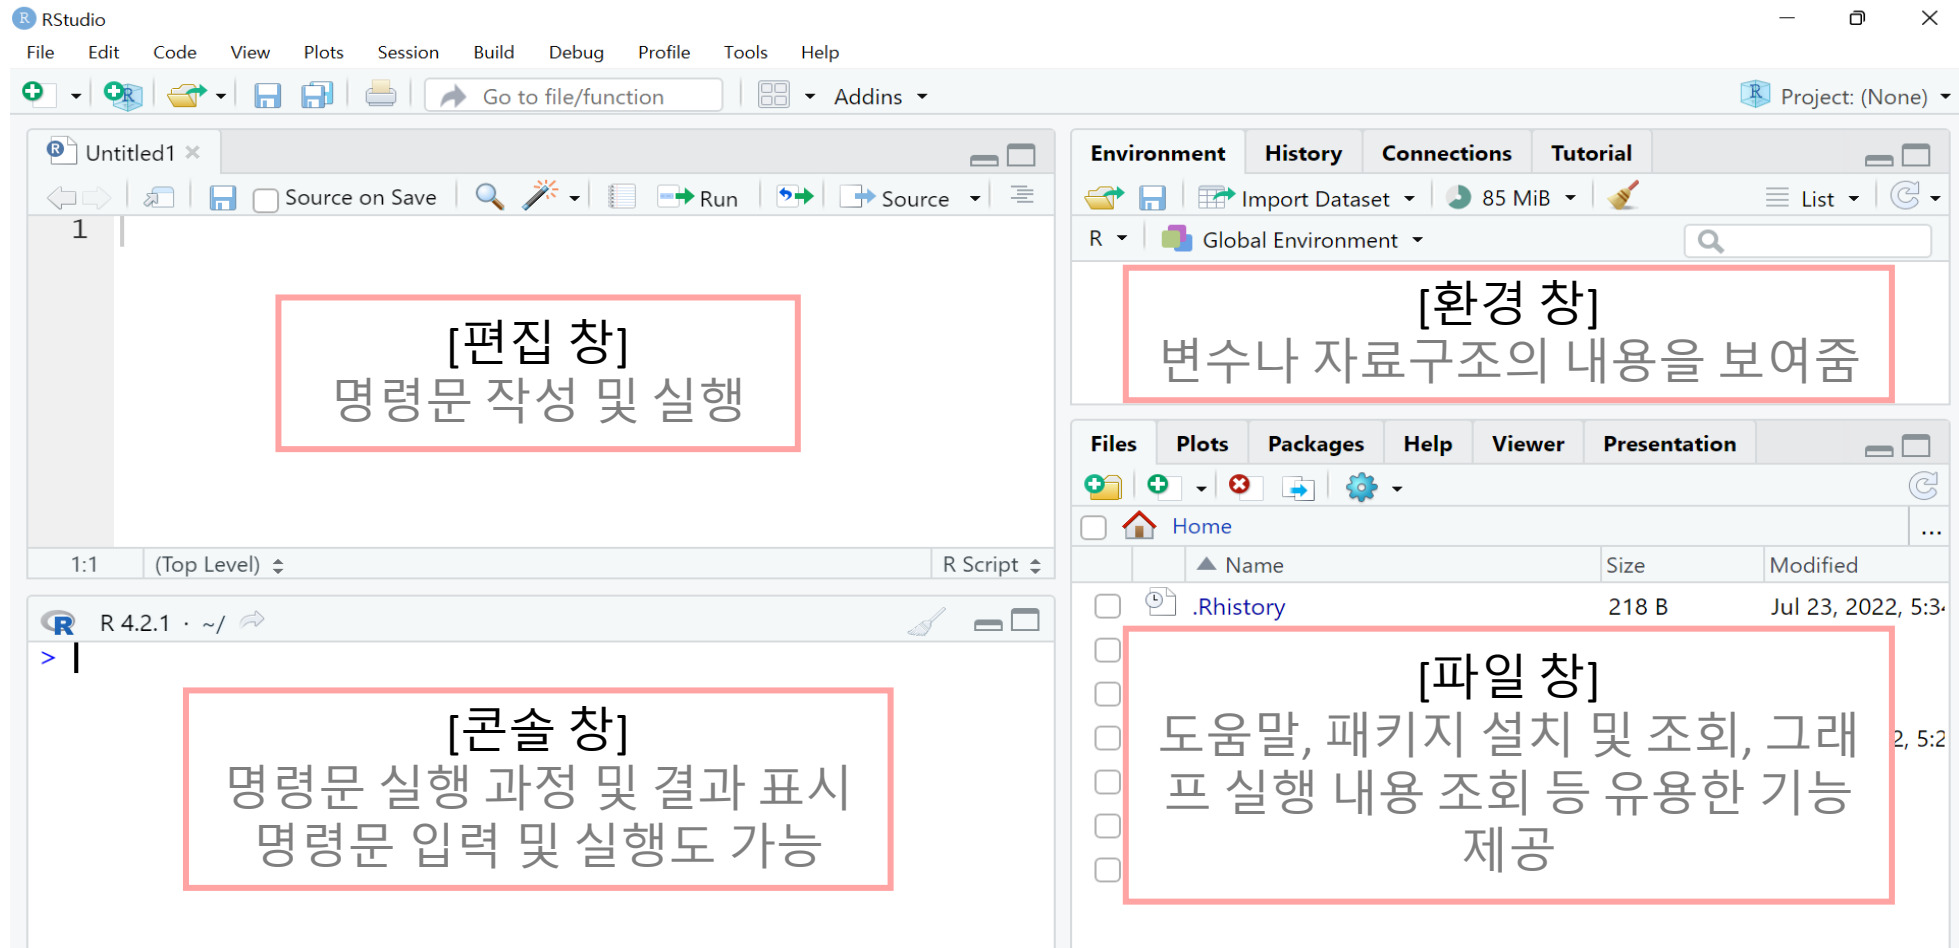 RStudio
File Edit Code View Plots Session Build Debug Profile Tools Help
Go to file/function Addins Project: (None)
Untitled1
Source on Save Run Source
1
[편집 창]
명령문 작성 및 실행
1:1 (Top Level) R Script
R 4.2.1 · ~/
>
[콘솔 창]
명령문 실행 과정 및 결과 표시
명령문 입력 및 실행도 가능
Environment History Connections Tutorial
Import Dataset 85 MiB List
R Global Environment
[환경 창]
변수나 자료구조의 내용을 보여줌
Files Plots Packages Help Viewer Presentation
Home ...
Name Size Modified
.Rhistory 218 B Jul 23, 2022, 5:3
[파일 창]
도움말, 패키지 설치 및 조회, 그래
프 실행 내용 조회 등 유용한 기능
제공
2, 5:2